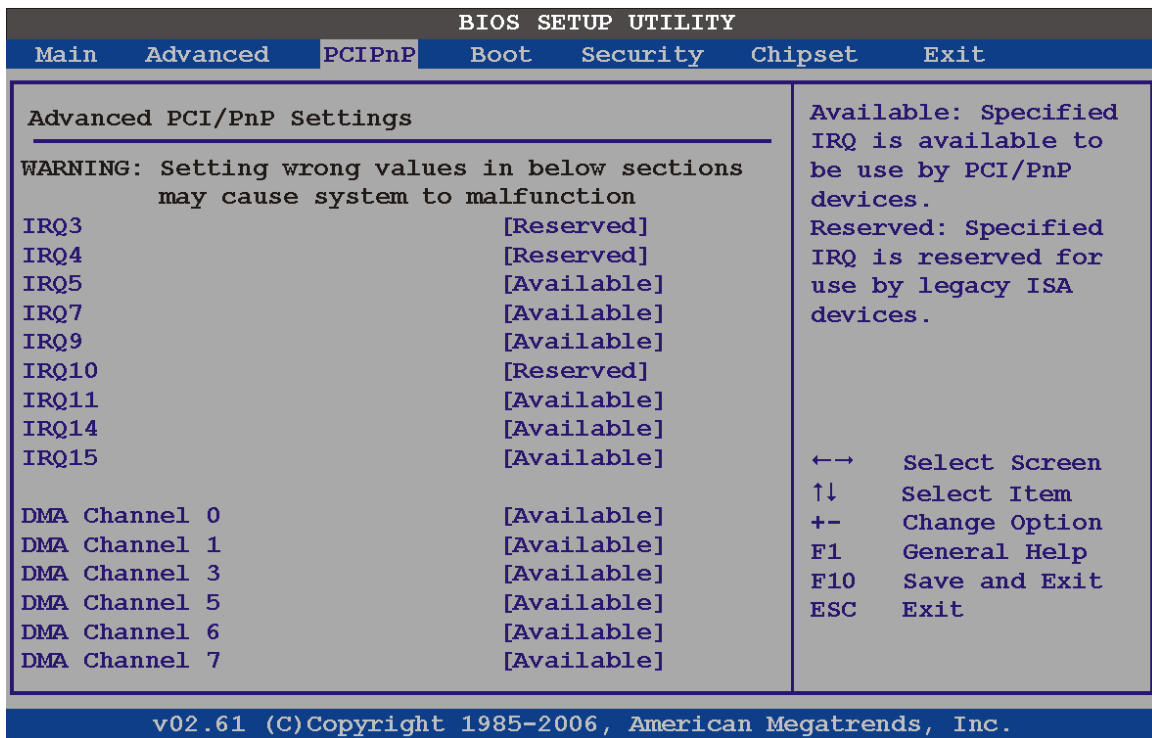 BIOS SETUP UTILITY
Main Advanced PCIPnP Boot Security Chipset Exit
Advanced PCI/PnP Settings
WARNING: Setting wrong values in below sections
may cause system to malfunction
IRQ3 [Reserved]
IRQ4 [Reserved]
IRQ5 [Available]
IRQ7 [Available]
IRQ9 [Available]
IRQ10 [Reserved]
IRQ11 [Available]
IRQ14 [Available]
IRQ15 [Available]
DMA Channel 0 [Available]
DMA Channel 1 [Available]
DMA Channel 3 [Available]
DMA Channel 5 [Available]
DMA Channel 6 [Available]
DMA Channel 7 [Available]
Available: Specified
IRQ is available to
be use by PCI/PnP
devices.
Reserved: Specified
IRQ is reserved for
use by legacy ISA
devices.
←→ Select Screen
↑↓ Select Item
+- Change Option
F1 General Help
F10 Save and Exit
ESC Exit
v02.61 (C)Copyright 1985-2006, American Megatrends, Inc.